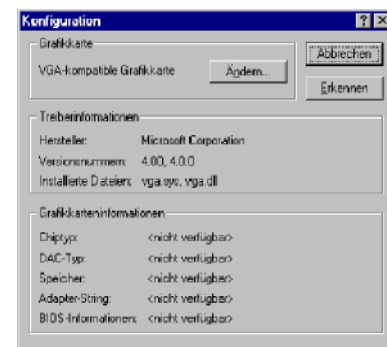 Konfiguration
Grafikkarte
VGA-kompatible Grafikkarte
Ändern...
Abbrechen
Erkennen
Treiberinformationen
Hersteller: Microsoft Corporation
Versionsnummern: 4.00, 4.0.0
Installierte Dateien: vga.sys, vga.dll
Grafikkarteninformationen
Chiptyp: <nicht verfügbar>
DAC-Typ: <nicht verfügbar>
Speicher: <nicht verfügbar>
Adapter-String: <nicht verfügbar>
BIOS-Informationen: <nicht verfügbar>